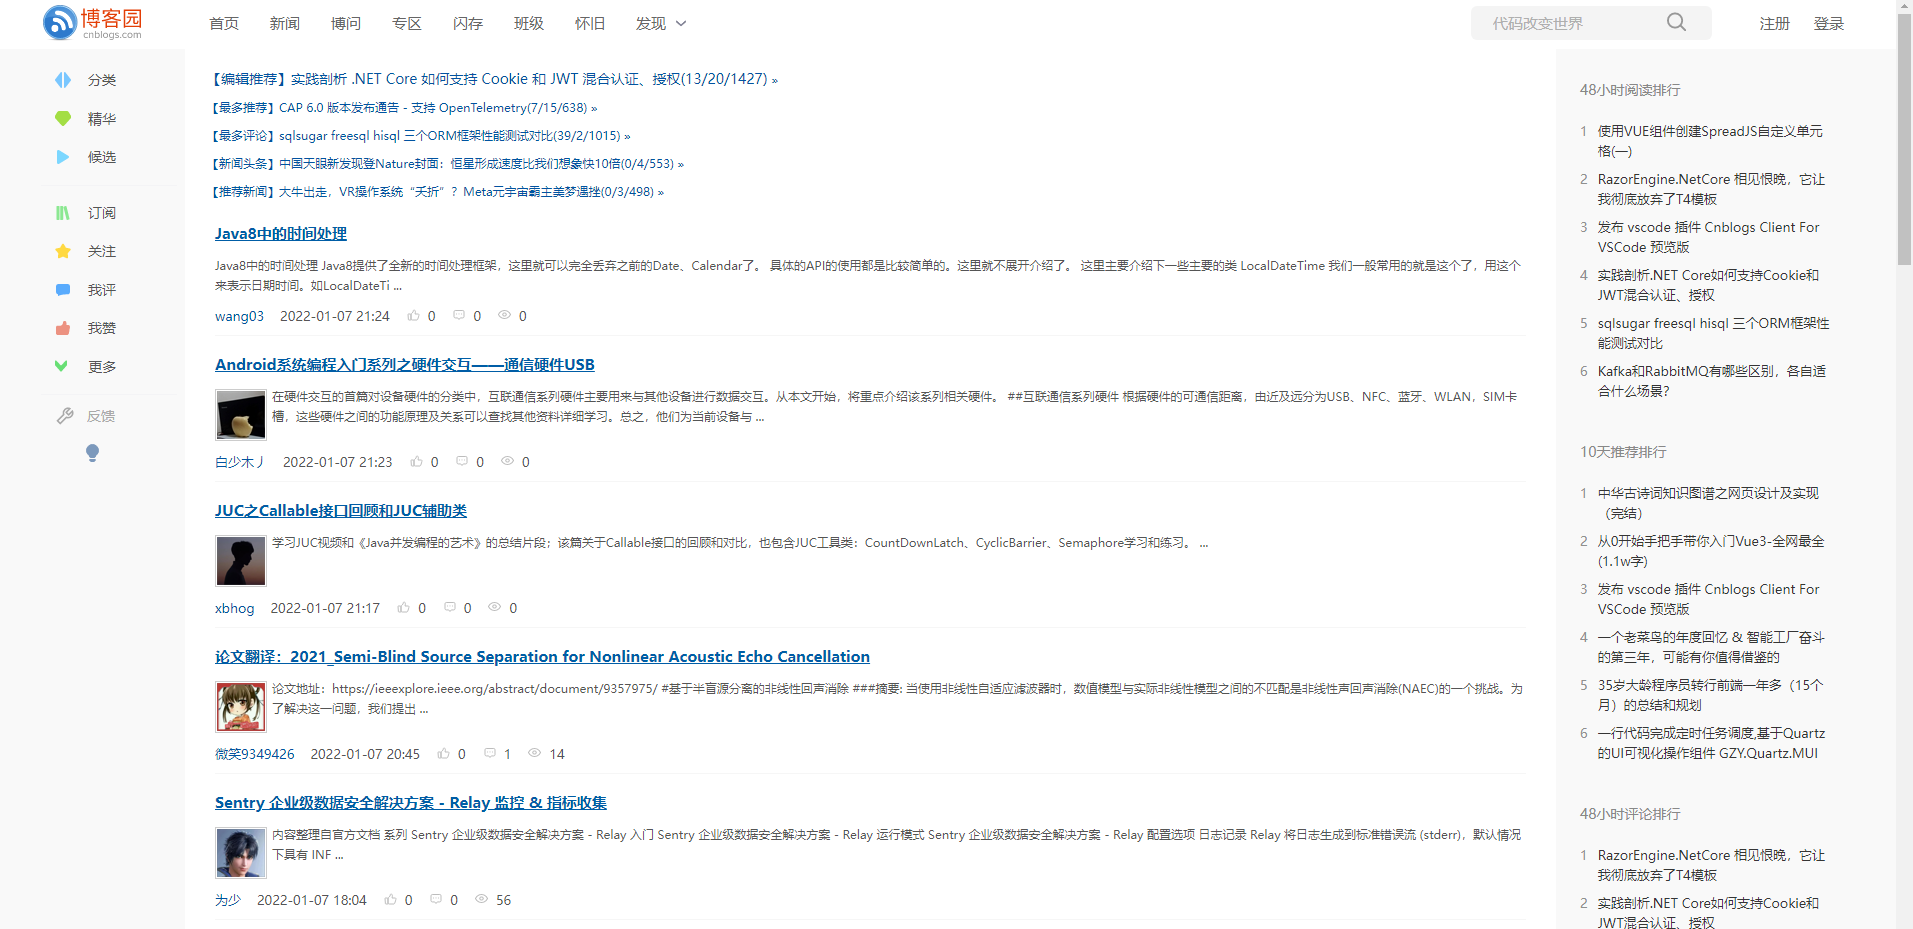 博客园
cnblogs.com
首页 新闻 博问 专区 闪存 班级 怀旧 发现
代码改变世界
注册 登录
分类
精华
候选
订阅
关注
我评
我赞
更多
反馈
【编辑推荐】实践剖析 .NET Core 如何支持 Cookie 和 JWT 混合认证、授权(13/20/1427) »
【最多推荐】CAP 6.0 版本发布通告 - 支持 OpenTelemetry(7/15/638) »
【最多评论】sqlsugar freesql hisql 三个ORM框架性能测试对比(39/2/1015) »
【新闻头条】中国天眼新发现登Nature封面：恒星形成速度比我们想象快10倍(0/4/553) »
【推荐新闻】大牛出走，VR操作系统“夭折”？Meta元宇宙霸主美梦遇挫(0/3/498) »
Java8中的时间处理
Java8中的时间处理 Java8提供了全新的时间处理框架，这里就可以完全丢弃之前的Date、Calendar了。 具体的API的使用都是比较简单的。这里就不展开介绍了。 这里主要介绍下一些主要的类 LocalDateTime 我们一般常用的就是这个了，用这个
来表示日期时间。如LocalDateTi ...
wang03 2022-01-07 21:24 0 0 0
Android系统编程入门系列之硬件交互——通信硬件USB
在硬件交互的首篇对设备硬件的分类中，互联通信系列硬件主要用来与其他设备进行数据交互。从本文开始，将重点介绍该系列相关硬件。 ##互联通信系列硬件 根据硬件的可通信距离，由近及远分为USB、NFC、蓝牙、WLAN，SIM卡
槽，这些硬件之间的功能原理及关系可以查找其他资料详细学习。总之，他们为当前设备与 ...
白少木丿 2022-01-07 21:23 0 0 0
JUC之Callable接口回顾和JUC辅助类
学习JUC视频和《Java并发编程的艺术》的总结片段；该篇关于Callable接口的回顾和对比，也包含JUC工具类：CountDownLatch、CyclicBarrier、Semaphore学习和练习。 ...
xbhog 2022-01-07 21:17 0 0 0
论文翻译：2021_Semi-Blind Source Separation for Nonlinear Acoustic Echo Cancellation
论文地址：https://ieeexplore.ieee.org/abstract/document/9357975/ #基于半盲源分离的非线性回声消除 ###摘要: 当使用非线性自适应滤波器时，数值模型与实际非线性模型之间的不匹配是非线性声回声消除(NAEC)的一个挑战。为
了解决这一问题，我们提出 ...
微笑9349426 2022-01-07 20:45 0 1 14
Sentry 企业级数据安全解决方案 - Relay 监控 & 指标收集
内容整理自官方文档 系列 Sentry 企业级数据安全解决方案 - Relay 入门 Sentry 企业级数据安全解决方案 - Relay 运行模式 Sentry 企业级数据安全解决方案 - Relay 配置选项 日志记录 Relay 将日志生成到标准错误流 (stderr)，默认情况
下具有 INF ...
为少 2022-01-07 18:04 0 0 56
48小时阅读排行
1 使用VUE组件创建SpreadJS自定义单元
格(一)
2 RazorEngine.NetCore 相见恨晚，它让
我彻底放弃了T4模板
3 发布 vscode 插件 Cnblogs Client For
VSCode 预览版
4 实践剖析.NET Core如何支持Cookie和
JWT混合认证、授权
5 sqlsugar freesql hisql 三个ORM框架性
能测试对比
6 Kafka和RabbitMQ有哪些区别，各自适
合什么场景？
10天推荐排行
1 中华古诗词知识图谱之网页设计及实现
（完结）
2 从0开始手把手带你入门Vue3-全网最全
(1.1w字)
3 发布 vscode 插件 Cnblogs Client For
VSCode 预览版
4 一个老菜鸟的年度回忆 & 智能工厂奋斗
的第三年，可能有你值得借鉴的
5 35岁大龄程序员转行前端一年多（15个
月）的总结和规划
6 一行代码完成定时任务调度,基于Quartz
的UI可视化操作组件 GZY.Quartz.MUI
48小时评论排行
1 RazorEngine.NetCore 相见恨晚，它让
我彻底放弃了T4模板
2 实践剖析.NET Core如何支持Cookie和
JWT混合认证、授权